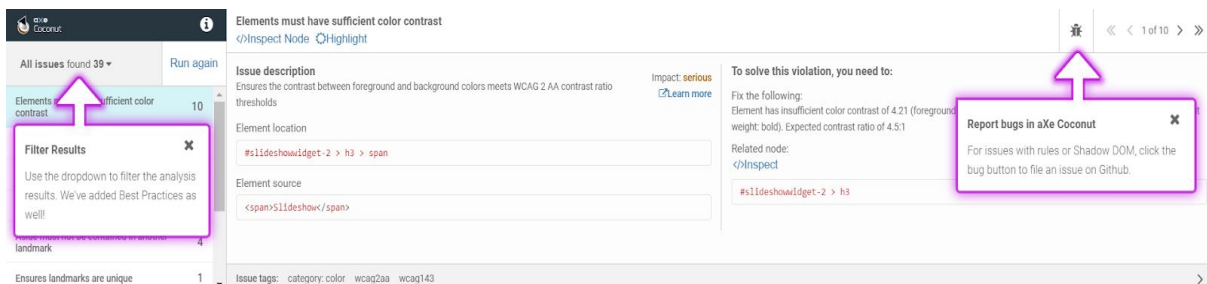 aXe
Coconut
All issues found 39
Run again
Elements must have sufficient color contrast
</>Inspect Node Highlight
1 of 10
Elements
ufficient color
contrast
10
Filter Results
Use the dropdown to filter the analysis
results. We've added Best Practices as
well!
landmark
4
Ensures landmarks are unique
1
Issue description
Ensures the contrast between foreground and background colors meets WCAG 2 AA contrast ratio
thresholds
Impact: serious
Learn more
Element location
#slideshowwidget-2 > h3 > span
Element source
<span>Slideshow</span>
To solve this violation, you need to:
Fix the following:
Element has insufficient color contrast of 4.21 (foreground
weight: bold). Expected contrast ratio of 4.5:1
Related node:
</>Inspect
#slideshowwidget-2 > h3
Report bugs in aXe Coconut
For issues with rules or Shadow DOM, click the
bug button to file an issue on Github.
Issue tags: category: color wcag2aa wcag143